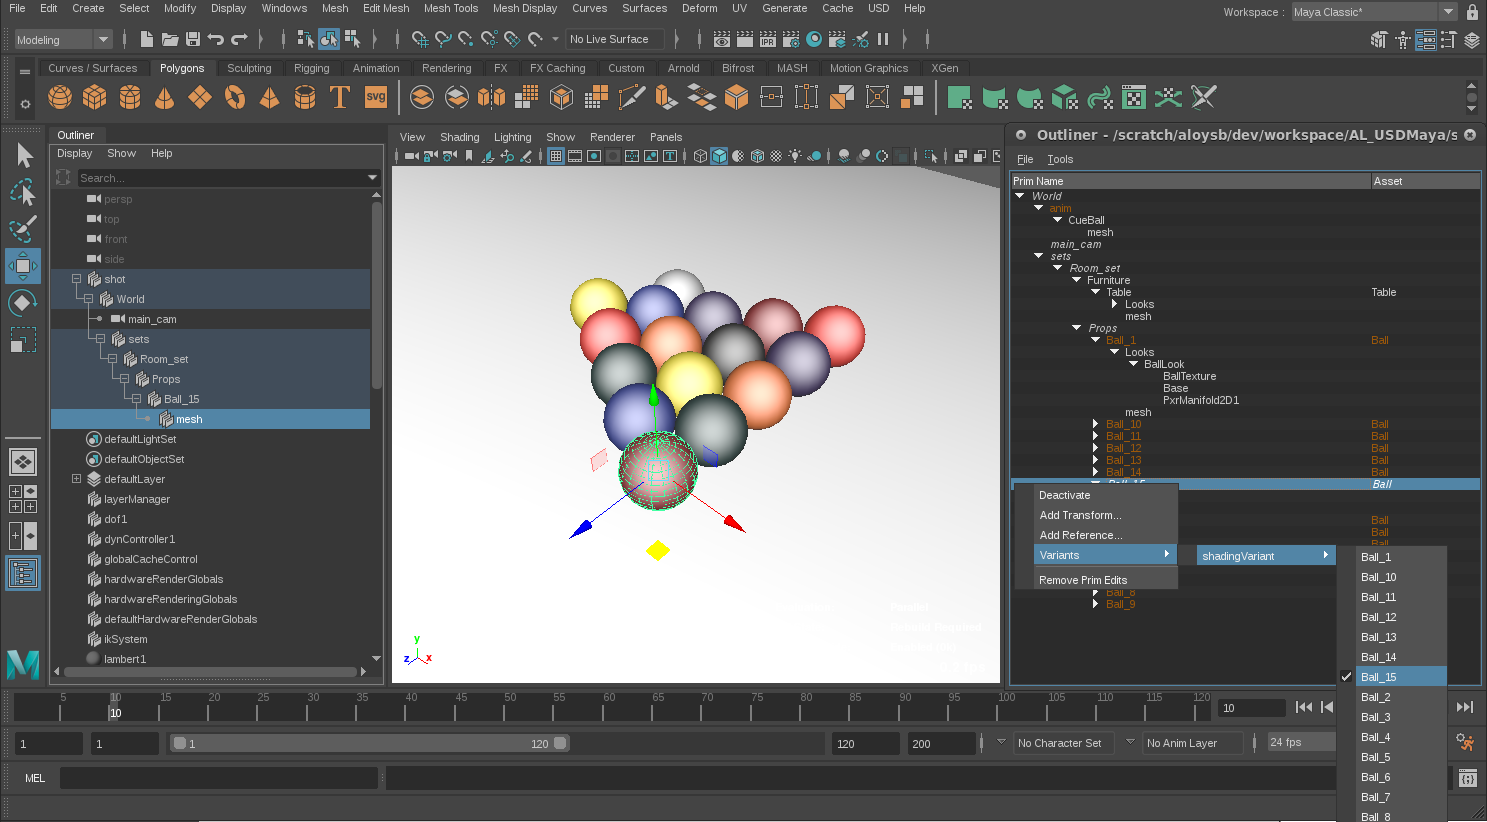 File Edit Create Select Modify Display Windows Mesh Edit Mesh Mesh Tools Mesh Display Curves Surfaces Deform UV Generate Cache USD Help
Workspace : Maya Classic*
Modeling
No Live Surface
IPR
Curves / Surfaces Polygons Sculpting Rigging Animation Rendering FX FX Caching Custom Arnold Bifrost MASH Motion Graphics XGen
T
SVG
Outliner
Display Show Help
Search...
persp
top
front
side
shot
World
main_cam
sets
Room_set
Props
Ball_15
mesh
defaultLightSet
defaultObjectSet
defaultLayer
layerManager
dof1
dynController1
globalCacheControl
hardwareRenderGlobals
hardwareRenderingGlobals
defaultHardwareRenderGlobals
ikSystem
lambert1
View Shading Lighting Show Renderer Panels
y
z
x
Outliner - /scratch/aloysb/dev/workspace/AL_USDMaya/s
File Tools
Prim Name Asset
World
anim
CueBall
mesh
main_cam
sets
Room_set
Furniture
Table Table
Looks
mesh
Props
Ball_1 Ball
Looks
BallLook
BallTexture
Base
PxrManifold2D1
mesh
Ball_10 Ball
Ball_11 Ball
Ball_12 Ball
Ball_13 Ball
Ball_14 Ball
Ball_15 Ball
Ball
Ball
Ball
Ball_8
Ball_9
Deactivate
Add Transform...
Add Reference...
Variants
Remove Prim Edits
shadingVariant
Ball_1
Ball_10
Ball_11
Ball_12
Ball_13
Ball_14
Ball_15
Ball_2
Ball_3
Ball_4
Ball_5
Ball_6
Ball_7
Ball_8
5 10 15 20 25 30 35 40 45 50 55 60 65 70 75 80 85 90 95 100 105 110 115 120
10
10
1 1 1 120 120 200
No Character Set
No Anim Layer
24 fps
MEL